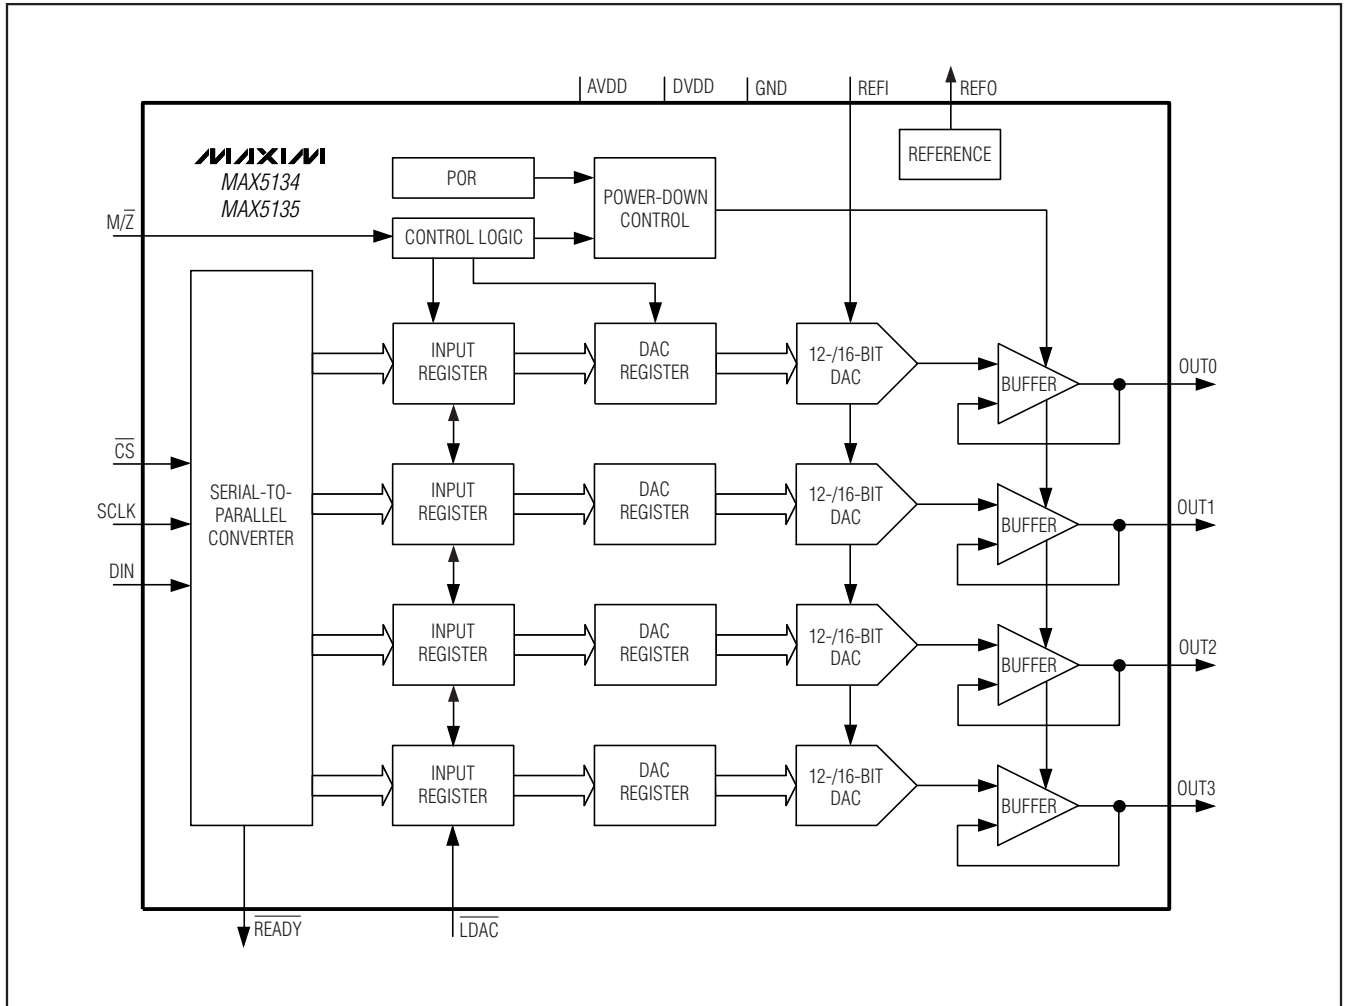 AVDD
DVDD
GND
REFI
REFO
MAXIM
MAX5134
MAX5135
POR
POWER-DOWN
CONTROL
REFERENCE
M/Z̅
CONTROL LOGIC
INPUT
REGISTER
DAC
REGISTER
12-/16-BIT
DAC
BUFFER
OUT0
C̅S̅
SCLK
DIN
SERIAL-TO-
PARALLEL
CONVERTER
INPUT
REGISTER
DAC
REGISTER
12-/16-BIT
DAC
BUFFER
OUT1
INPUT
REGISTER
DAC
REGISTER
12-/16-BIT
DAC
BUFFER
OUT2
INPUT
REGISTER
DAC
REGISTER
12-/16-BIT
DAC
BUFFER
OUT3
R̅E̅A̅D̅Y̅
L̅D̅A̅C̅